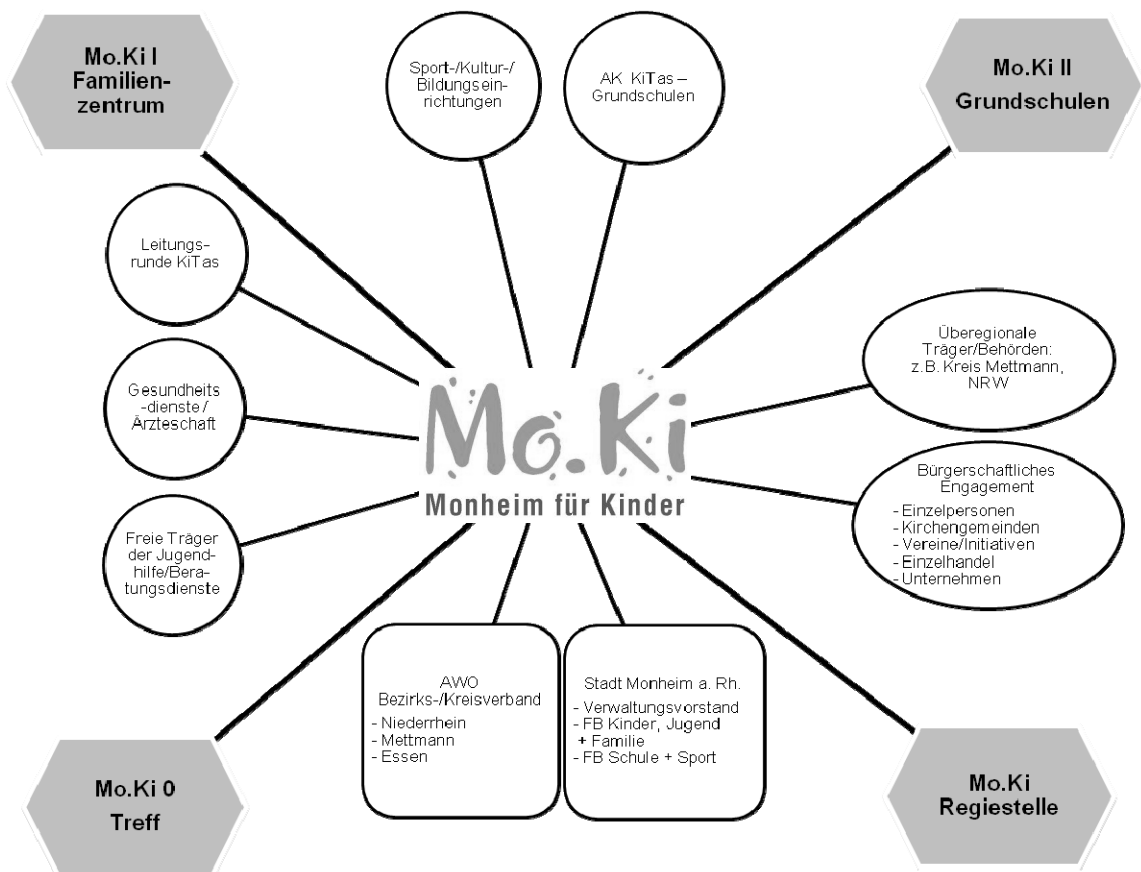 Mo.Ki I
Familien-
zentrum
Sport-/Kultur-/
Bildungsein-
richtungen
AK KiTas –
Grundschulen
Mo.Ki II
Grundschulen
Leitungs-
runde KiTas
Überegionale
Träger/Behörden:
z.B. Kreis Mettmann,
NRW
Gesundheits
-dienste /
Ärzteschaft
Mo.Ki
Monheim für Kinder
Bürgerschaftliches
Engagement
- Einzelpersonen
- Kirchengemeinden
- Vereine/Initiativen
- Einzelhandel
- Unternehmen
Freie Träger
der Jugend-
hilfe/Bera-
tungsdienste
AWO
Bezirks-/Kreisverband
- Niederrhein
- Mettmann
- Essen
Stadt Monheim a. Rh.
- Verwaltungsvorstand
- FB Kinder, Jugend
+ Familie
- FB Schule + Sport
Mo.Ki 0
Treff
Mo.Ki
Regiestelle